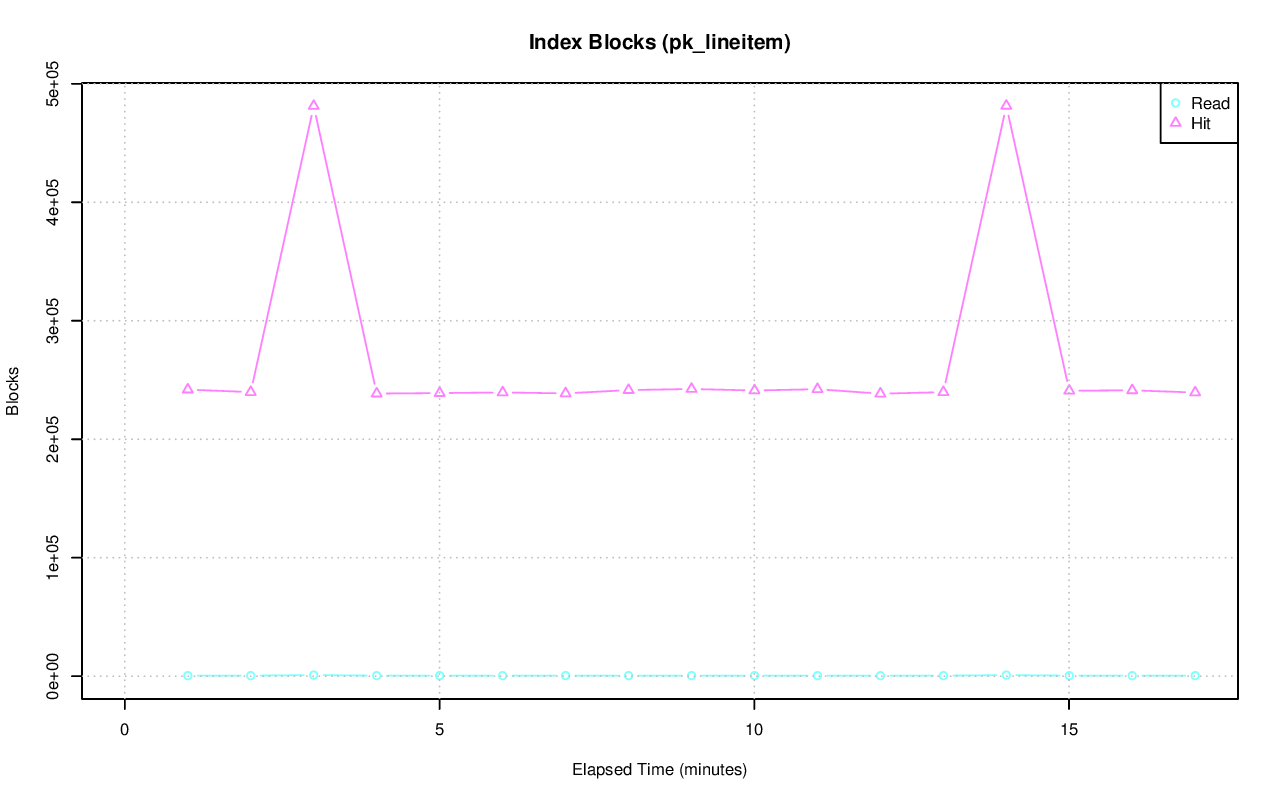 Index Blocks (pk_lineitem)
Read
Hit
Blocks
5e+05
4e+05
3e+05
2e+05
1e+05
0e+00
0 5 10 15
Elapsed Time (minutes)